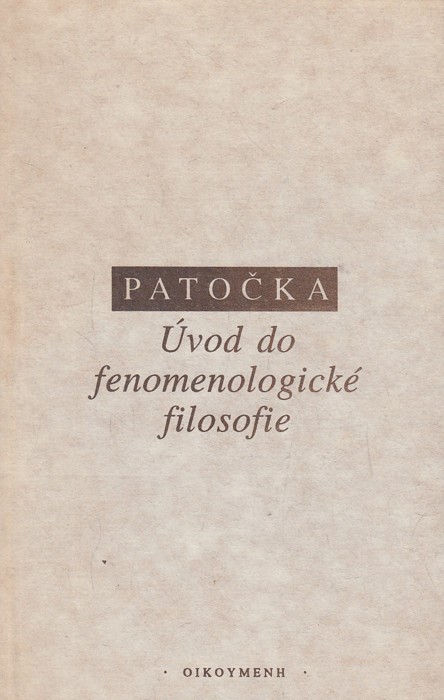 PATOČKA
Úvod do
fenomenologické
filosofie
· OIKOYMENH ·